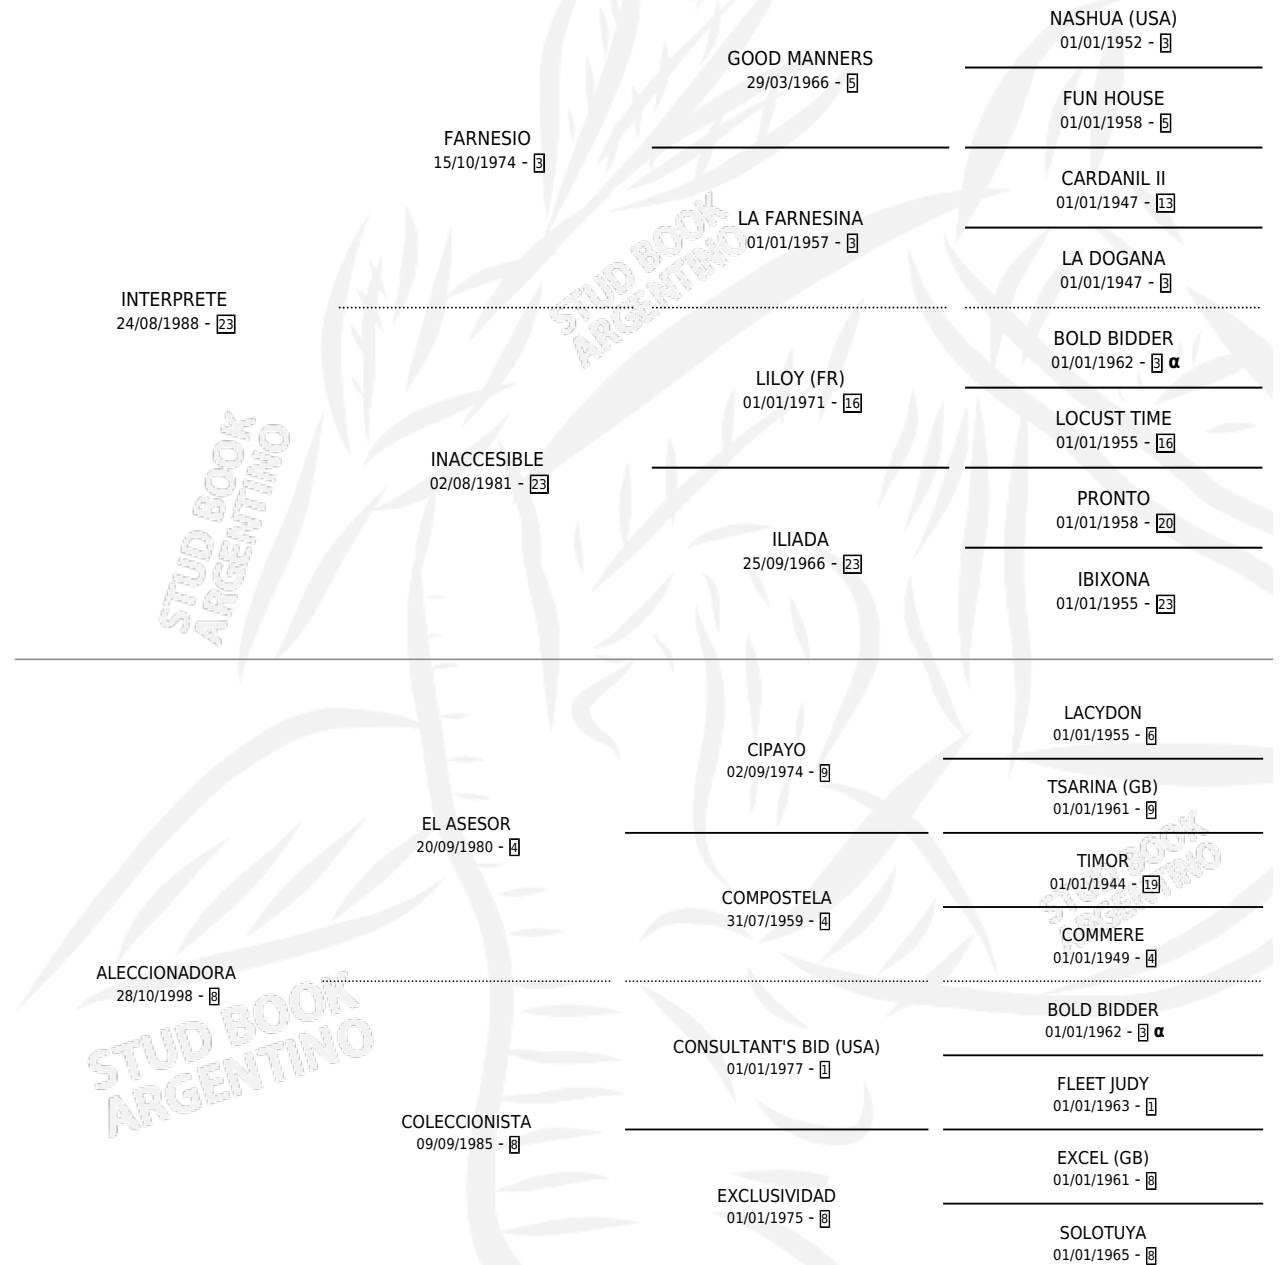 NASHUA (USA)
01/01/1952 - 3
GOOD MANNERS
29/03/1966 - 5
FUN HOUSE
01/01/1958 - 5
FARNESIO
15/10/1974 - 3
CARDANIL II
01/01/1947 - 13
LA FARNESINA
01/01/1957 - 3
LA DOGANA
01/01/1947 - 3
INTERPRETE
24/08/1988 - 23
BOLD BIDDER
01/01/1962 - 3 α
LILOY (FR)
01/01/1971 - 16
LOCUST TIME
01/01/1955 - 16
INACCESIBLE
02/08/1981 - 23
PRONTO
01/01/1958 - 20
ILIADA
25/09/1966 - 23
IBIXONA
01/01/1955 - 23
STUD BOOK
ARGENTINO
STUD BOOK
ARGENTINO
LACYDON
01/01/1955 - 6
CIPAYO
02/09/1974 - 9
TSARINA (GB)
01/01/1961 - 9
EL ASESOR
20/09/1980 - 4
TIMOR
01/01/1944 - 19
COMPOSTELA
31/07/1959 - 4
COMMERE
01/01/1949 - 4
ALECCIONADORA
28/10/1998 - 8
BOLD BIDDER
01/01/1962 - 3 α
CONSULTANT'S BID (USA)
01/01/1977 - 1
FLEET JUDY
01/01/1963 - 1
COLECCIONISTA
09/09/1985 - 8
EXCEL (GB)
01/01/1961 - 8
EXCLUSIVIDAD
01/01/1975 - 8
SOLOTUYA
01/01/1965 - 8
STUD BOOK
ARGENTINO
STUD BOOK
ARGENTINO